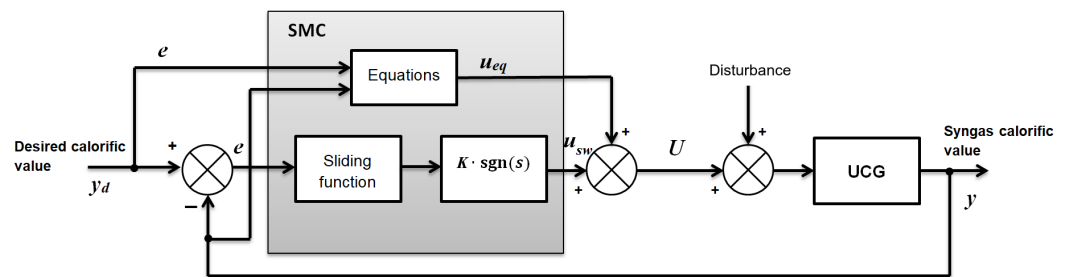 SMC
e
Equations
u_eq
Disturbance
+
+
Desired calorific
value
y_d
+
−
e
Sliding
function
K · sgn(s)
u_sw
+
U
+
UCG
Syngas calorific
value
y